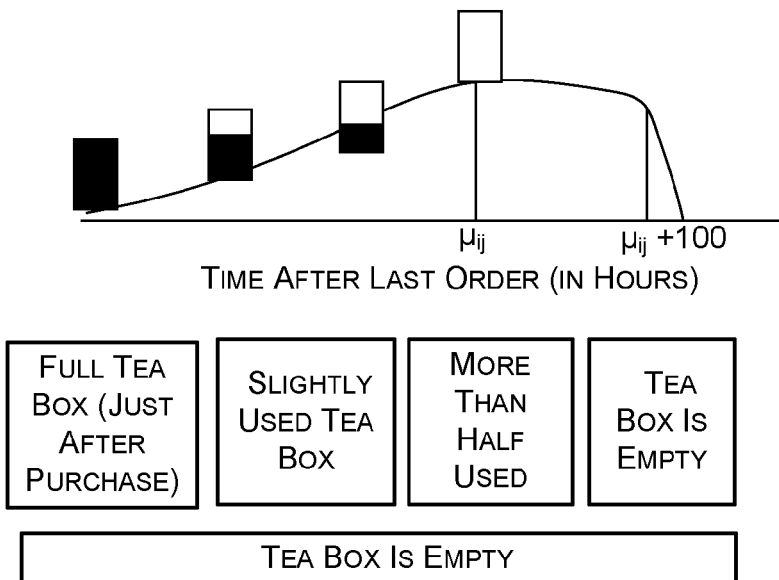 μij
μij +100
TIME AFTER LAST ORDER (IN HOURS)
FULL TEA
BOX (JUST
AFTER
PURCHASE)
SLIGHTLY
USED TEA
BOX
MORE
THAN
HALF
USED
TEA
BOX IS
EMPTY
TEA BOX IS EMPTY